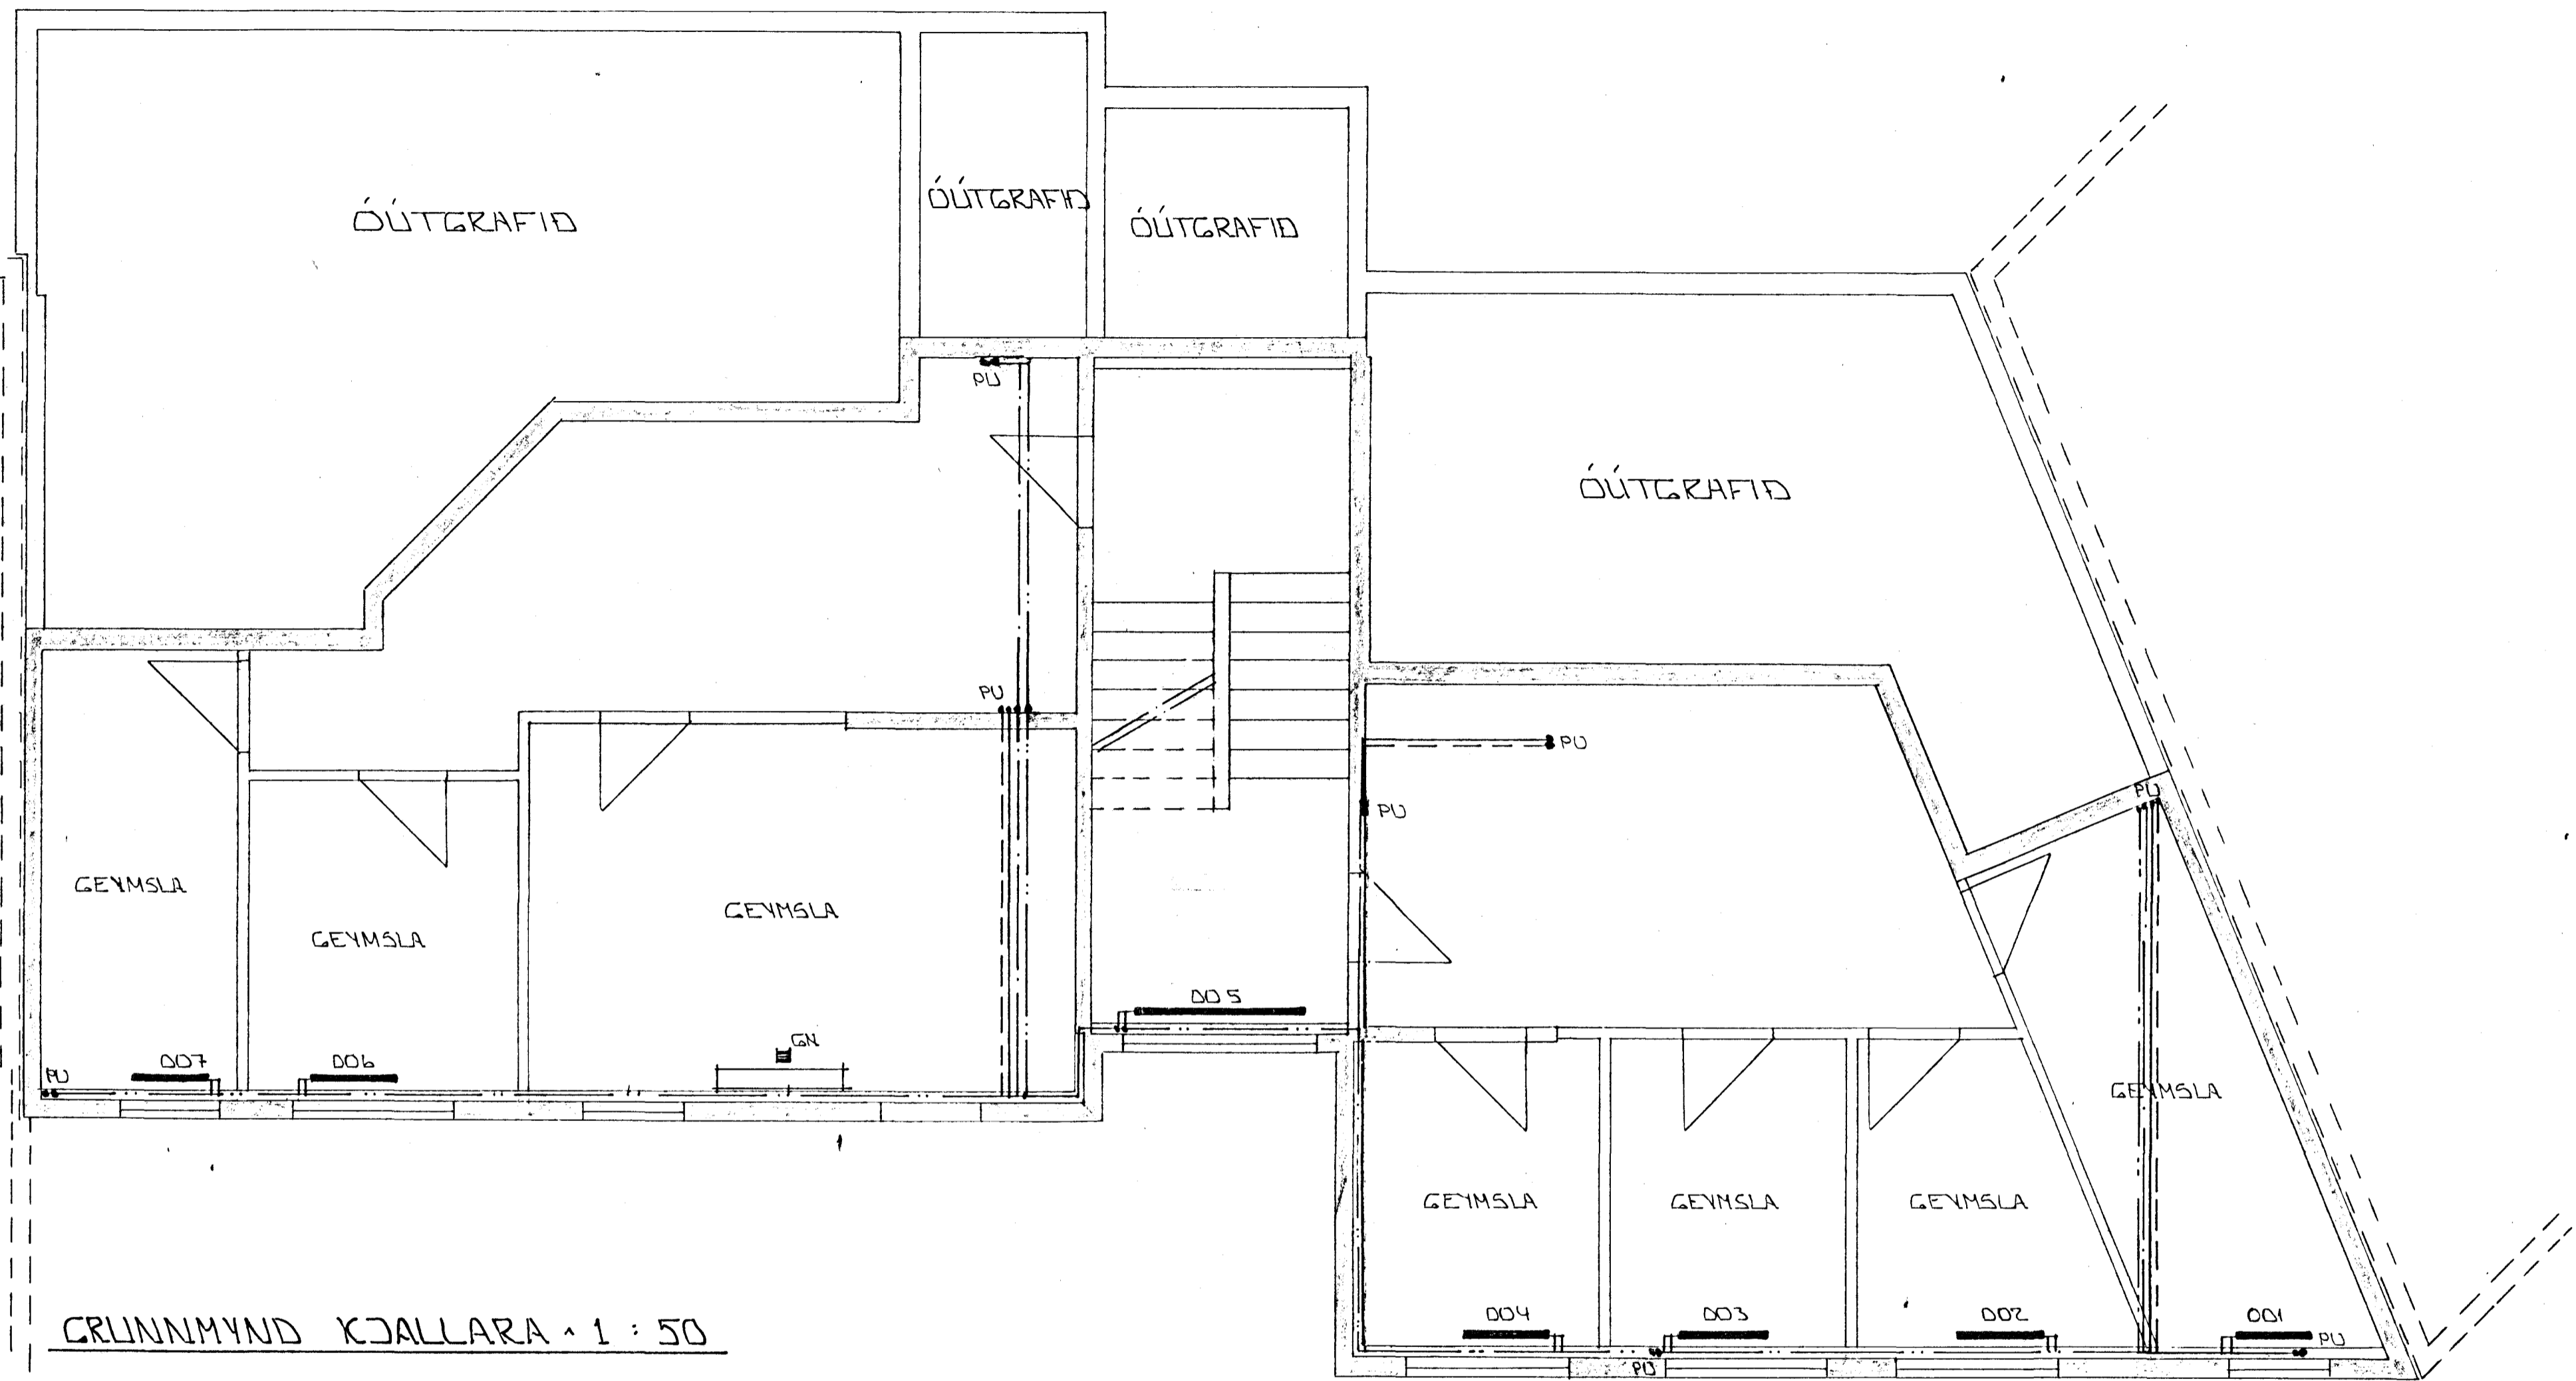 ÓÚTGRAFIÐ
ÓÚTGRAFIÐ
ÓÚTGRAFIÐ
ÓÚTGRAFIÐ
PU
PU
PU
PU
PU
GEYMSLA
GEYMSLA
GEYMSLA
GEYMSLA
GEYMSLA
GEYMSLA
GEYMSLA
005
GN
007
006
PU
004
003
002
001
PU
PU
GRUNNMYND KJALLARA · 1 : 50